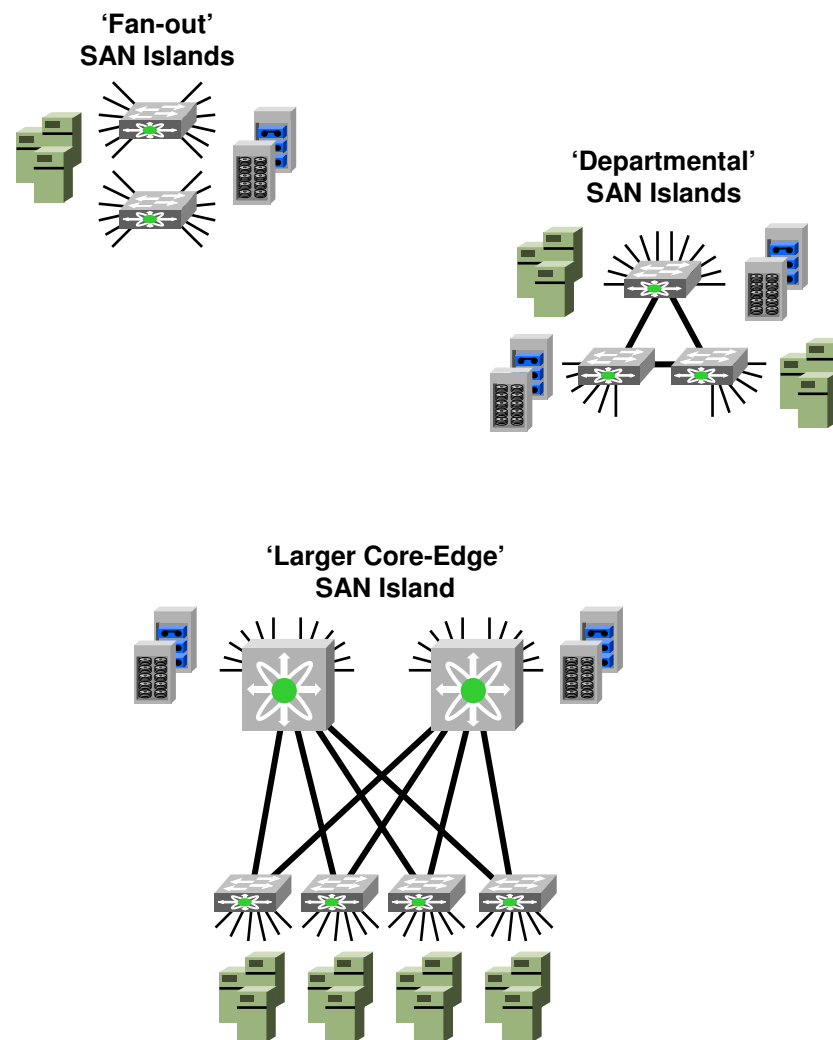 ‘Fan-out’
SAN Islands
‘Departmental’
SAN Islands
‘Larger Core-Edge’
SAN Island